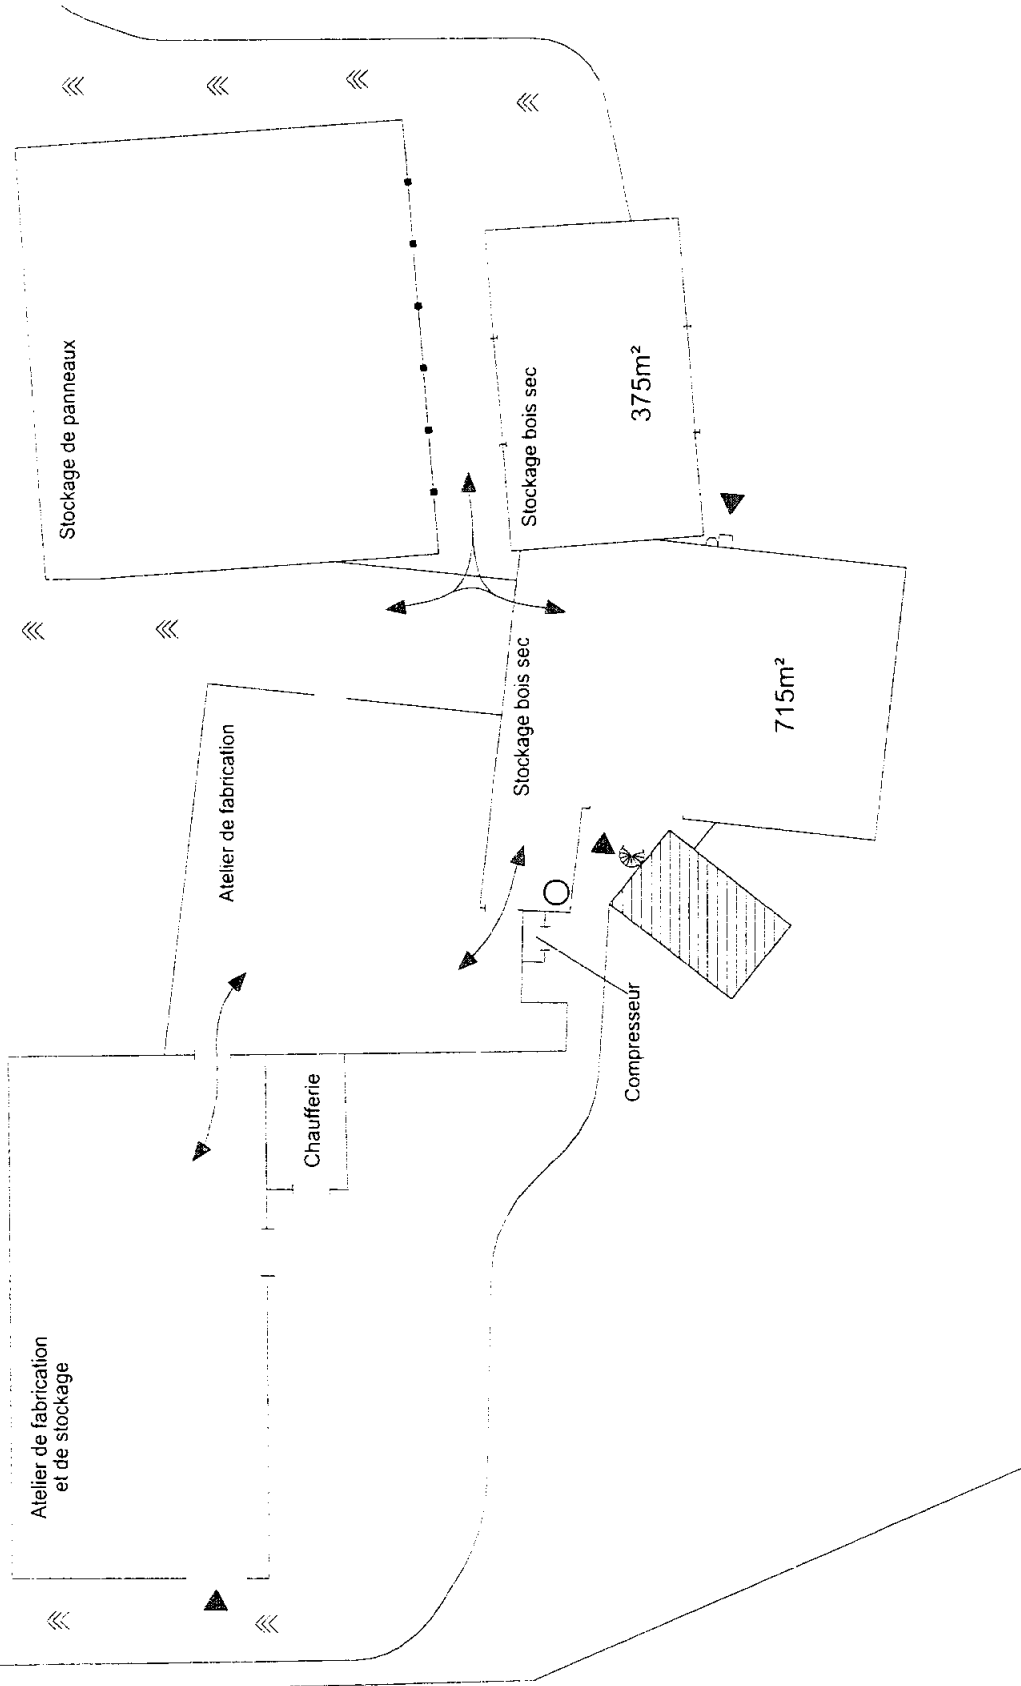 Atelier de fabrication
et de stockage
Chaufferie
Atelier de fabrication
Compresseur
Stockage de panneaux
Stockage bois sec
715m²
Stockage bois sec
375m²